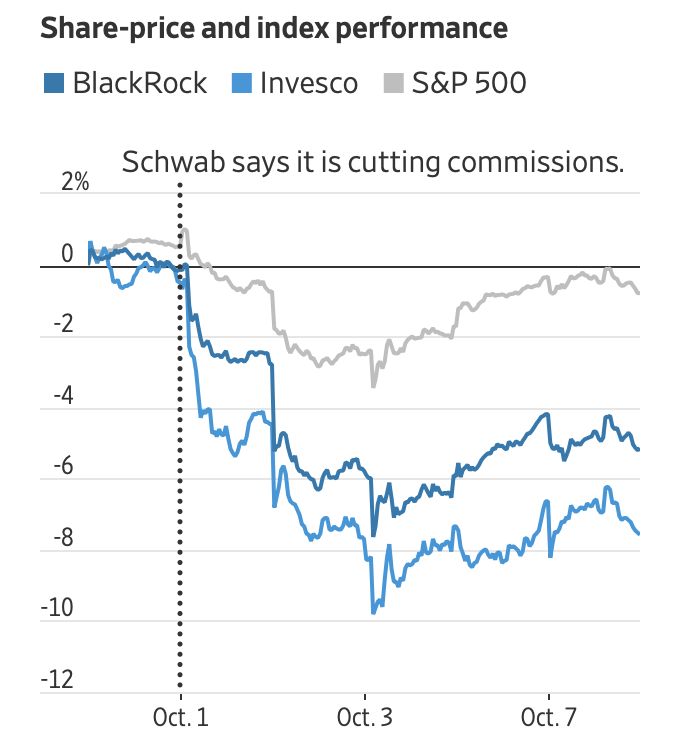 Share-price and index performance
BlackRock Invesco S&P 500
Schwab says it is cutting commissions.
2%
0
-2
-4
-6
-8
-10
-12
Oct. 1 Oct. 3 Oct. 7